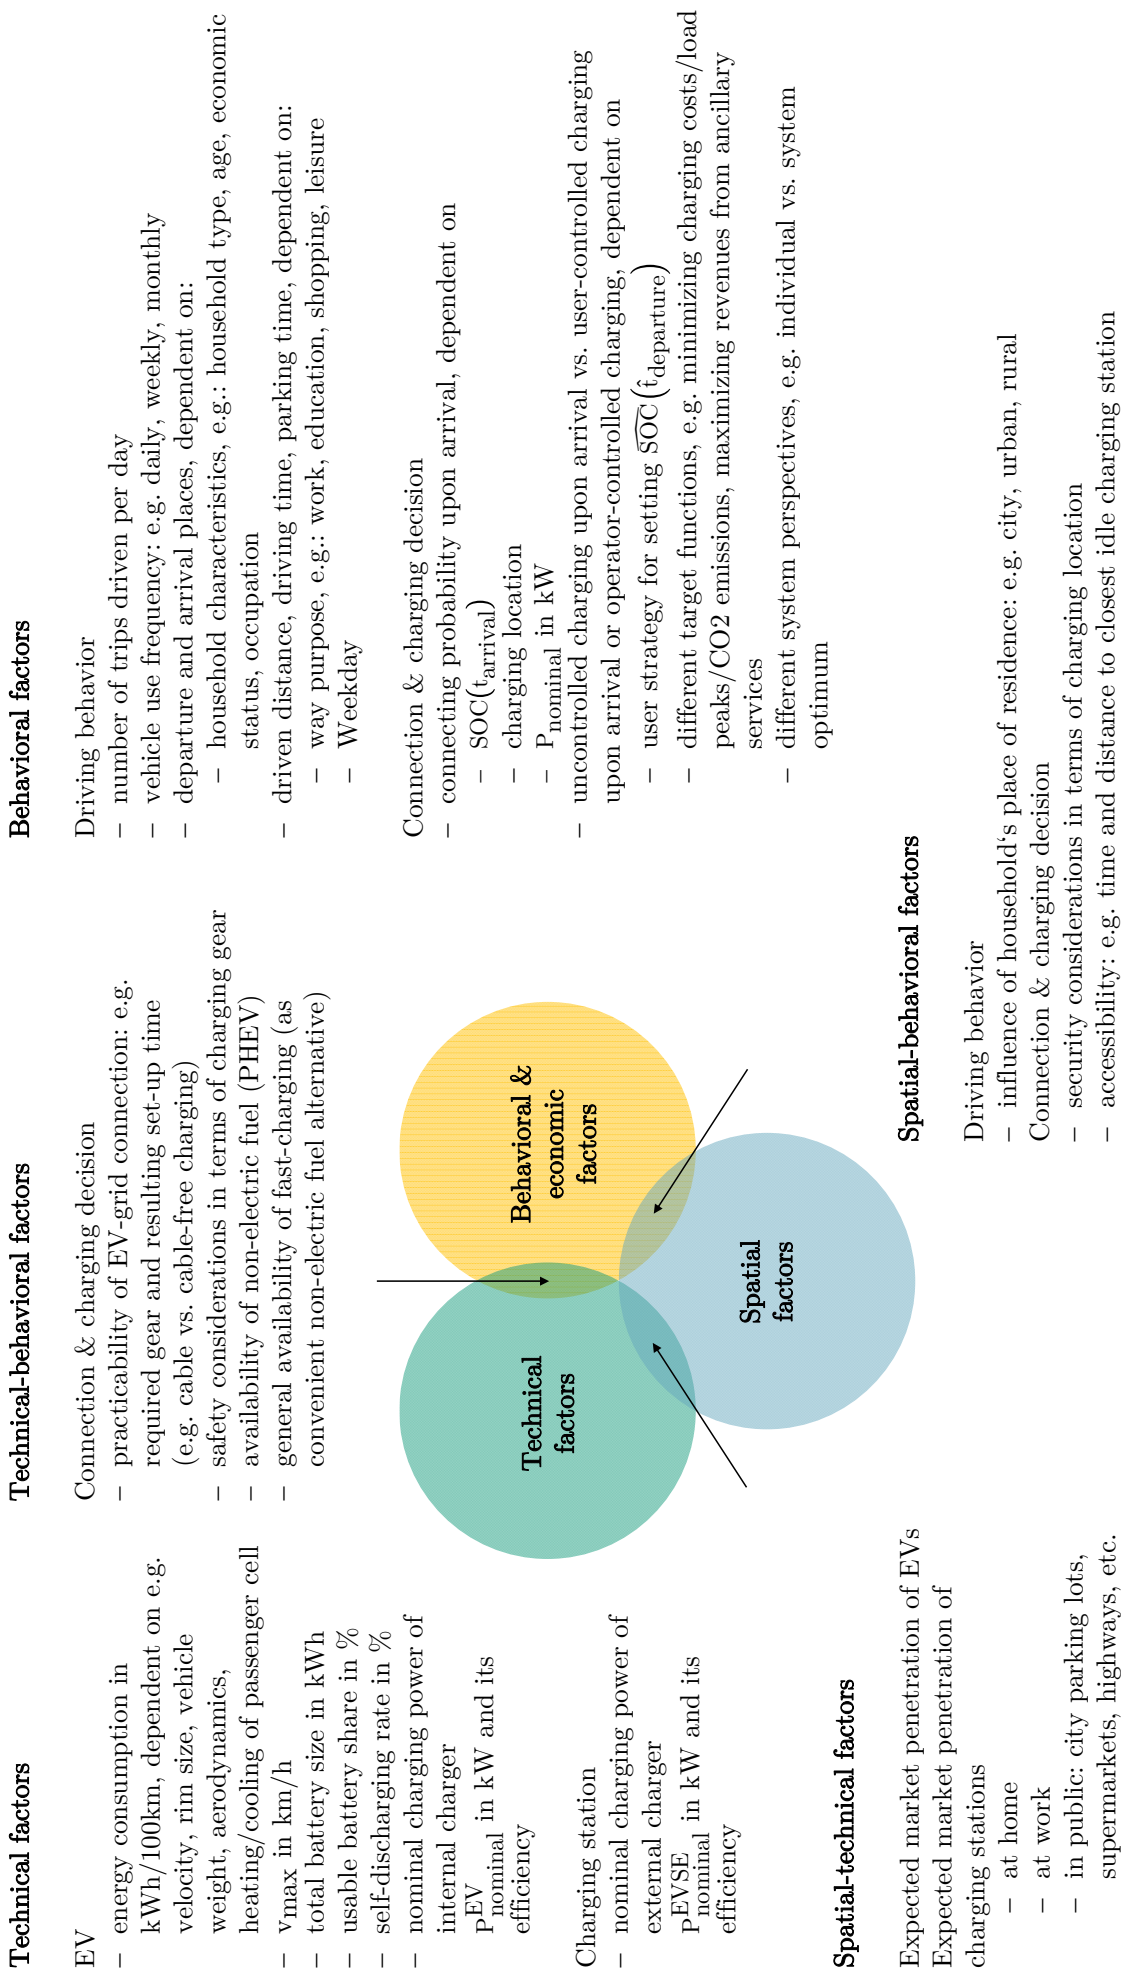 Technical factors
EV
– energy consumption in
kWh/100km, dependent on e.g.
velocity, rim size, vehicle
weight, aerodynamics,
heating/cooling of passenger cell
– vmax in km/h
– total battery size in kWh
– usable battery share in %
– self-discharging rate in %
– nominal charging power of
internal charger
P^EV_nominal in kW and its
efficiency
Charging station
– nominal charging power of
external charger
P^EVSE_nominal in kW and its
efficiency
Technical-behavioral factors
Connection & charging decision
– practicability of EV-grid connection: e.g.
required gear and resulting set-up time
(e.g. cable vs. cable-free charging)
– safety considerations in terms of charging gear
– availability of non-electric fuel (PHEV)
– general availability of fast-charging (as
convenient non-electric fuel alternative)
Behavioral factors
Driving behavior
– number of trips driven per day
– vehicle use frequency: e.g. daily, weekly, monthly
– departure and arrival places, dependent on:
– household characteristics, e.g.: household type, age, economic
status, occupation
– driven distance, driving time, parking time, dependent on:
– way purpose, e.g.: work, education, shopping, leisure
– Weekday
Connection & charging decision
– connecting probability upon arrival, dependent on
– SOC(t_arrival)
– charging location
– P_nominal in kW
– uncontrolled charging upon arrival vs. user-controlled charging
upon arrival or operator-controlled charging, dependent on
– user strategy for setting SOĈ(t̂_departure)
– different target functions, e.g. minimizing charging costs/load
peaks/CO2 emissions, maximizing revenues from ancillary
services
– different system perspectives, e.g. individual vs. system
optimum
Technical
factors
Behavioral &
economic
factors
Spatial
factors
Spatial-technical factors
Expected market penetration of EVs
Expected market penetration of
charging stations
– at home
– at work
– in public: city parking lots,
supermarkets, highways, etc.
Spatial-behavioral factors
Driving behavior
– influence of household‘s place of residence: e.g. city, urban, rural
Connection & charging decision
– security considerations in terms of charging location
– accessibility: e.g. time and distance to closest idle charging station